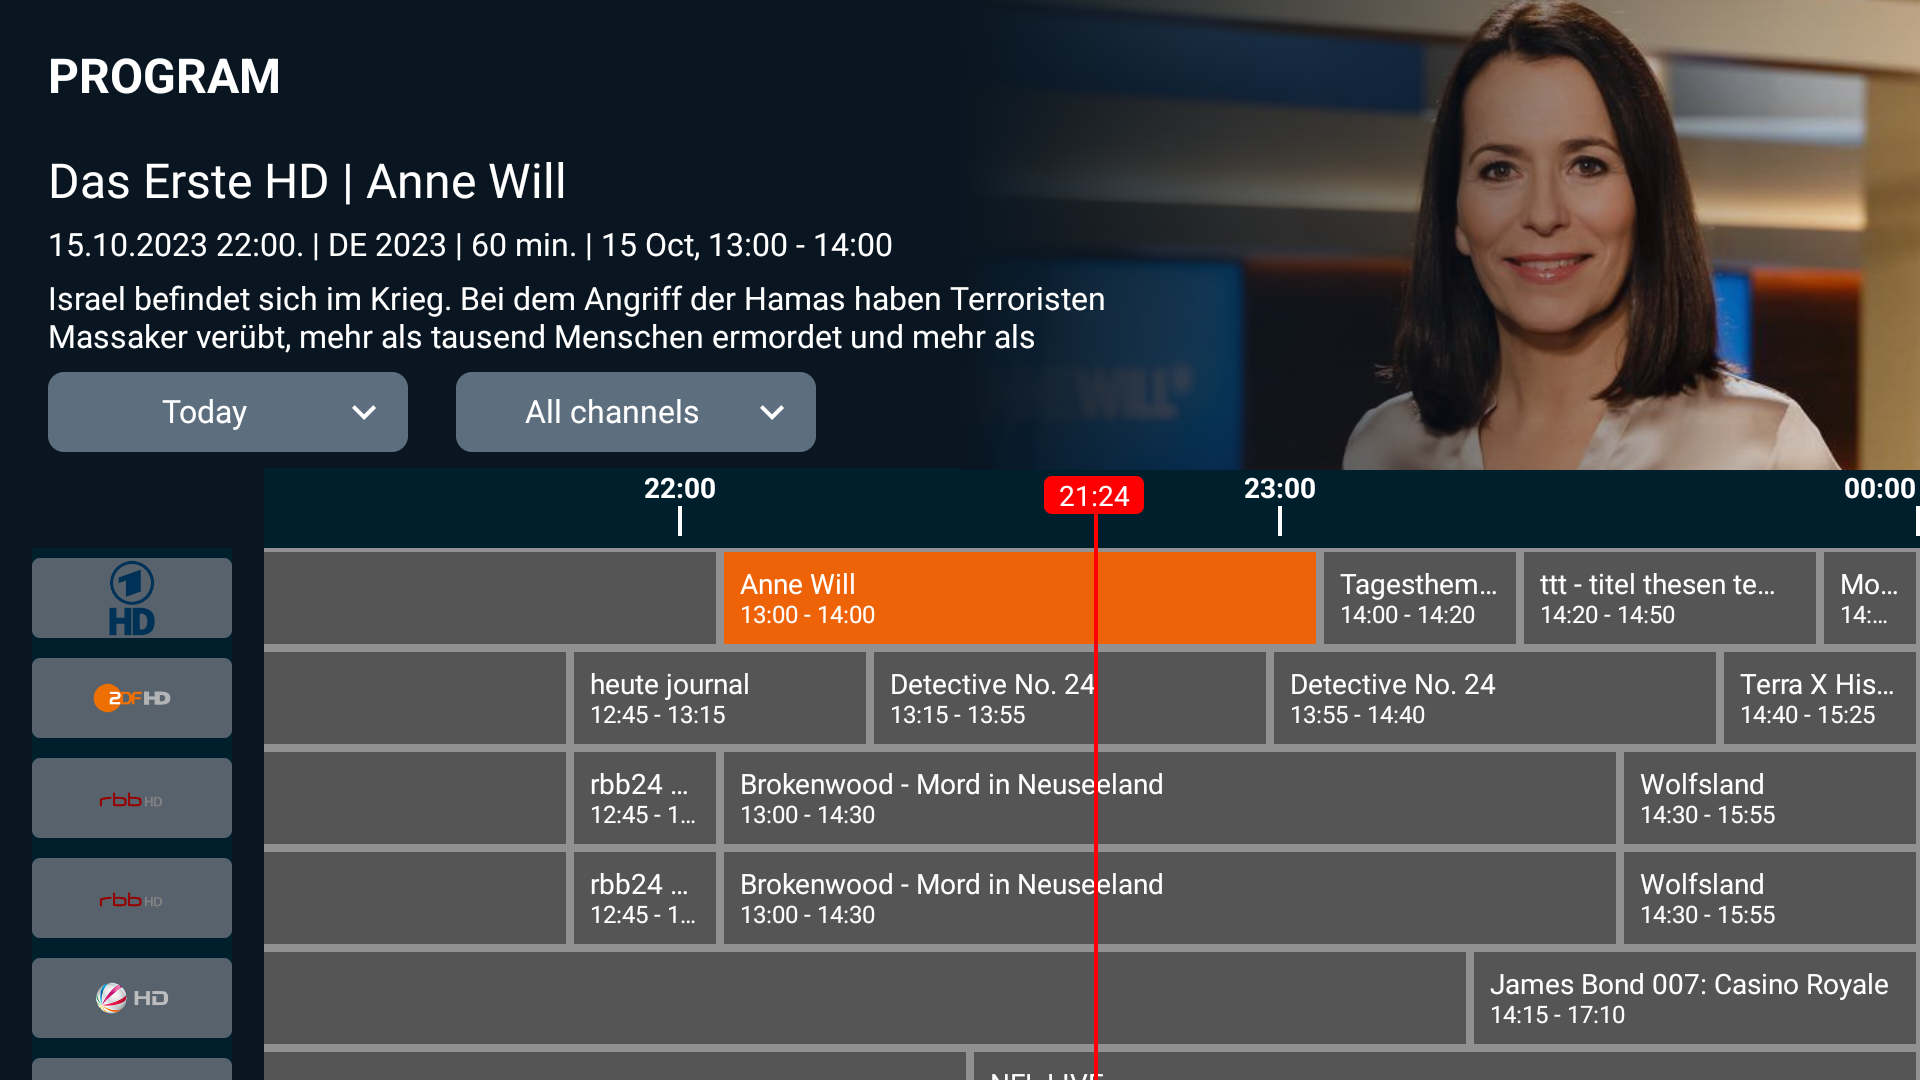 PROGRAM
Das Erste HD | Anne Will
15.10.2023 22:00. | DE 2023 | 60 min. | 15 Oct, 13:00 - 14:00
Israel befindet sich im Krieg. Bei dem Angriff der Hamas haben Terroristen
Massaker verübt, mehr als tausend Menschen ermordet und mehr als
Today
All channels
22:00
21:24
23:00
00:00
1
HD
Anne Will
13:00 - 14:00
Tagesthem...
14:00 - 14:20
ttt - titel thesen te...
14:20 - 14:50
Mo...
14:...
2DFHD
heute journal
12:45 - 13:15
Detective No. 24
13:15 - 13:55
Detective No. 24
13:55 - 14:40
Terra X His...
14:40 - 15:25
rbb HD
rbb24 ...
12:45 - 1...
Brokenwood - Mord in Neuseeland
13:00 - 14:30
Wolfsland
14:30 - 15:55
rbb HD
rbb24 ...
12:45 - 1...
Brokenwood - Mord in Neuseeland
13:00 - 14:30
Wolfsland
14:30 - 15:55
HD
James Bond 007: Casino Royale
14:15 - 17:10
NFL LIVE